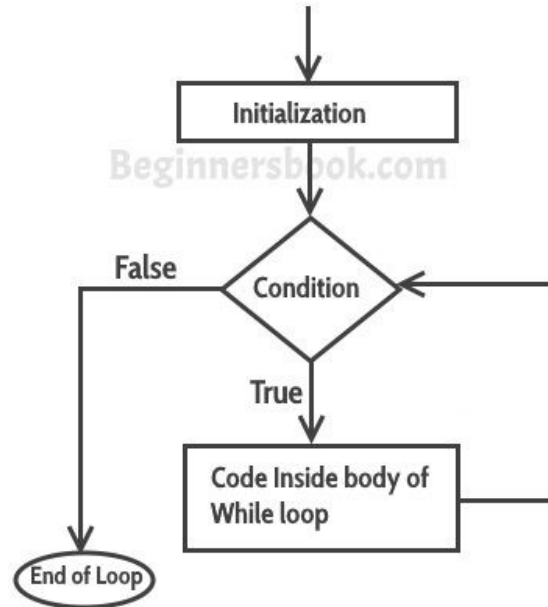 Initialization
Beginnersbook.com
False
Condition
True
Code Inside body of
While loop
End of Loop